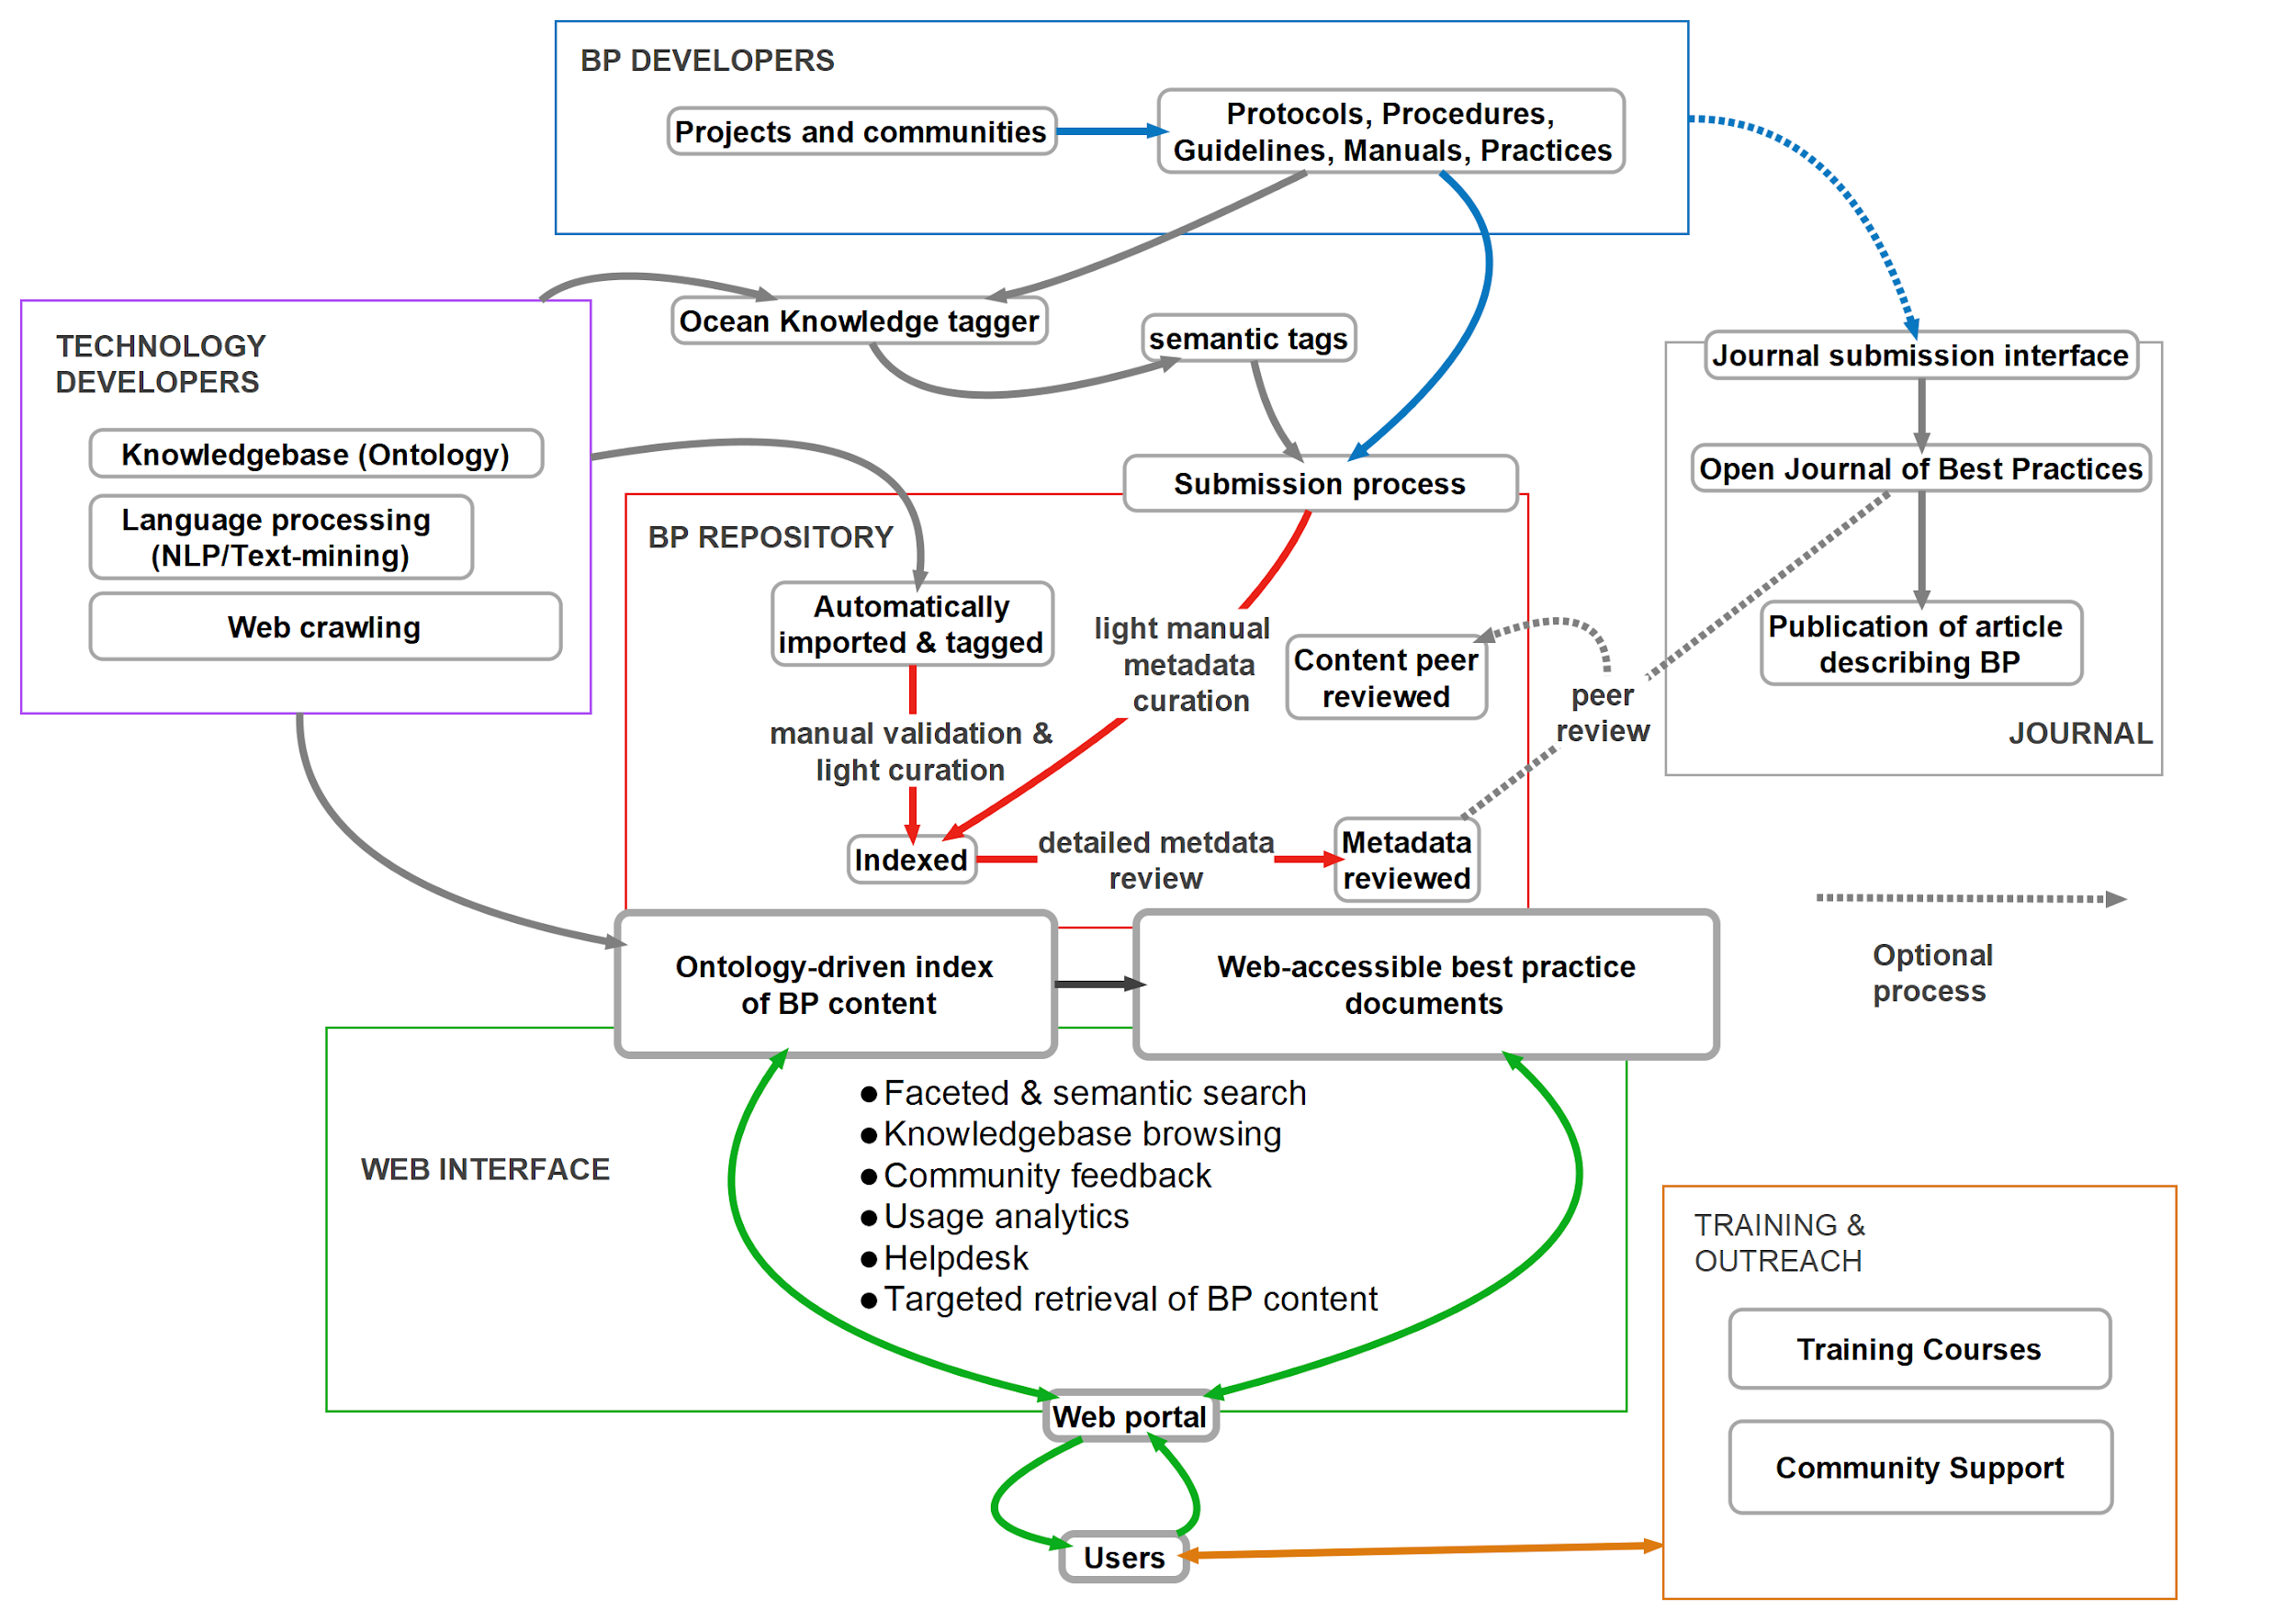 BP DEVELOPERS
Projects and communities
Protocols, Procedures,
Guidelines, Manuals, Practices
TECHNOLOGY
DEVELOPERS
Knowledgebase (Ontology)
Language processing
(NLP/Text-mining)
Web crawling
Ocean Knowledge tagger
semantic tags
Submission process
Journal submission interface
Open Journal of Best Practices
Publication of article
describing BP
JOURNAL
BP REPOSITORY
Automatically
imported & tagged
light manual
metadata
curation
Content peer
reviewed
peer
review
manual validation &
light curation
Indexed
detailed metdata
review
Metadata
reviewed
Optional
process
Ontology-driven index
of BP content
Web-accessible best practice
documents
WEB INTERFACE
● Faceted & semantic search
● Knowledgebase browsing
● Community feedback
● Usage analytics
● Helpdesk
● Targeted retrieval of BP content
Web portal
Users
TRAINING &
OUTREACH
Training Courses
Community Support